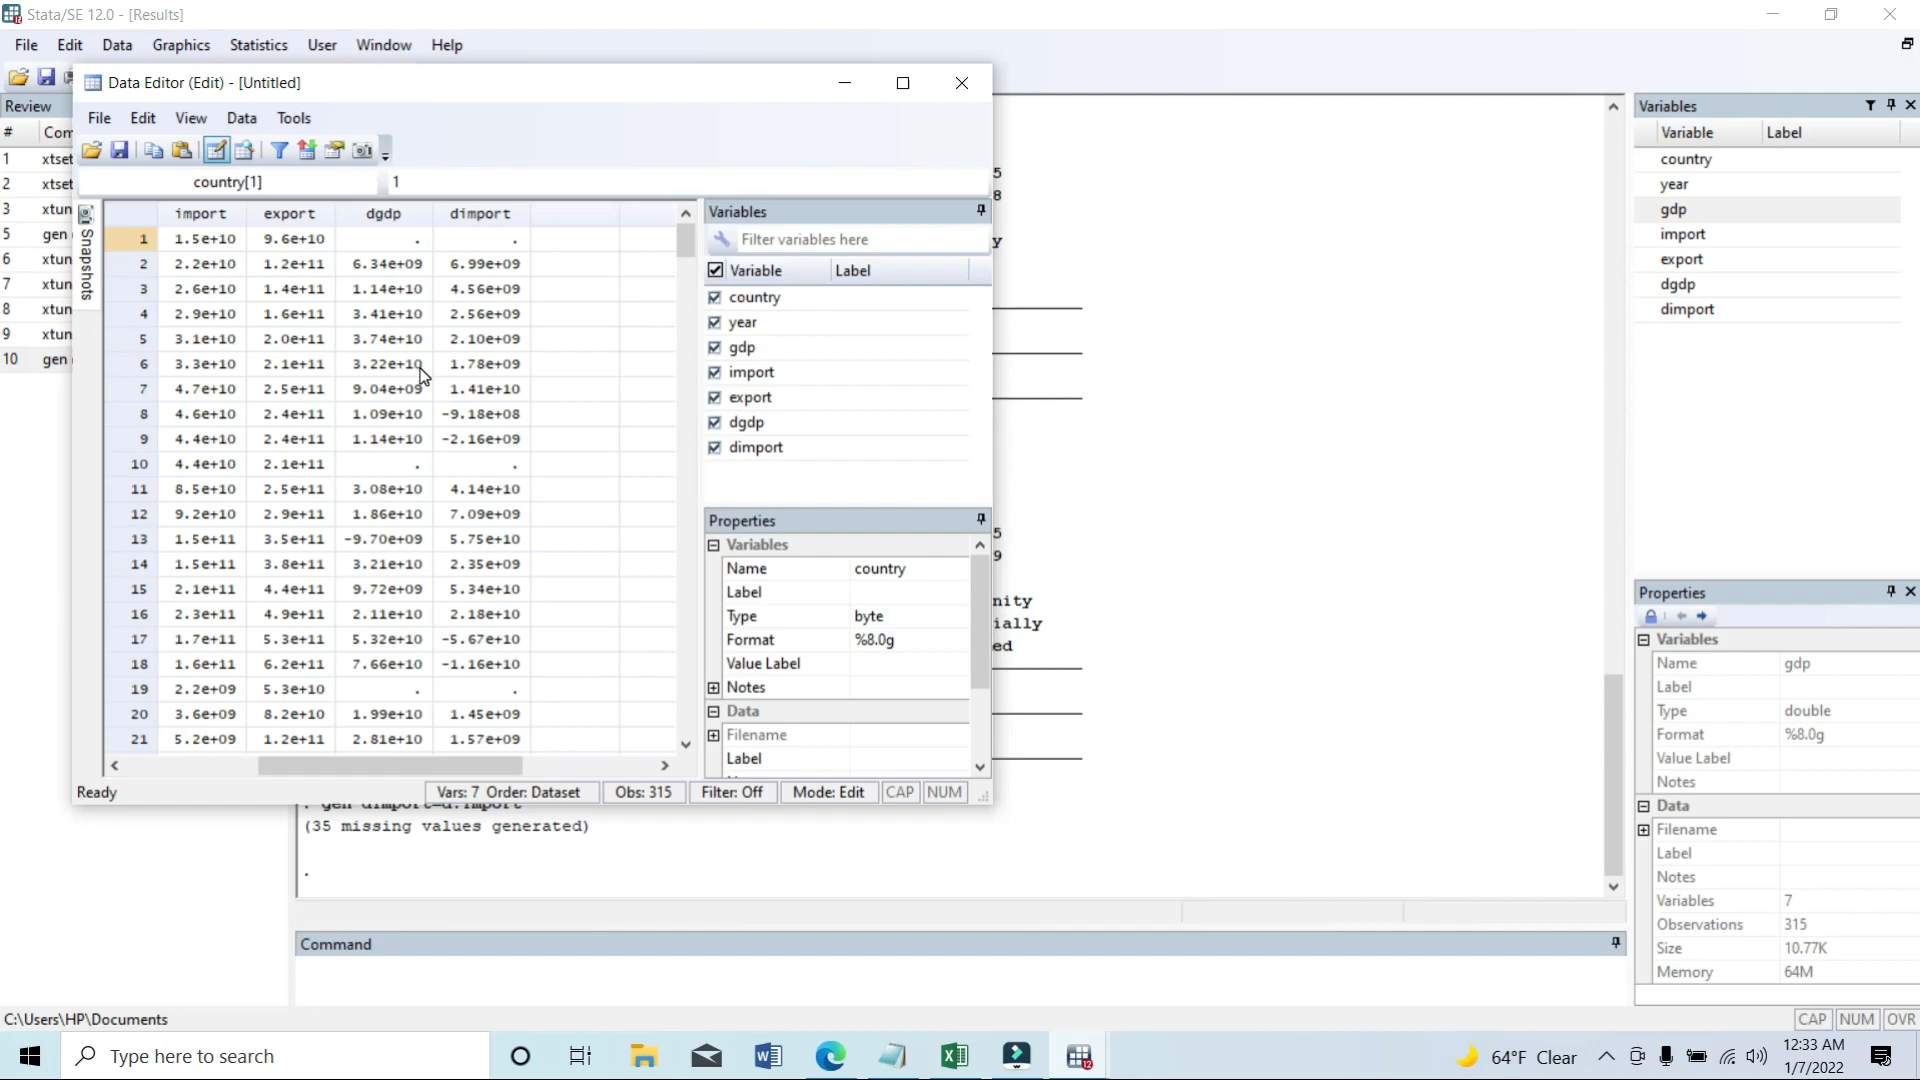 Stata/SE 12.0 - [Results]
File Edit Data Graphics Statistics User Window Help
Review
# Com
1 xtset
2 xtset
3 xtun
5 gen
6 xtun
7 xtun
8 xtun
9 xtun
10 gen
Data Editor (Edit) - [Untitled]
File Edit View Data Tools
country[1] 1
Snapshots
import export dgdp dimport
1 1.5e+10 9.6e+10 . .
2 2.2e+10 1.2e+11 6.34e+09 6.99e+09
3 2.6e+10 1.4e+11 1.14e+10 4.56e+09
4 2.9e+10 1.6e+11 3.41e+10 2.56e+09
5 3.1e+10 2.0e+11 3.74e+10 2.10e+09
6 3.3e+10 2.1e+11 3.22e+10 1.78e+09
7 4.7e+10 2.5e+11 9.04e+09 1.41e+10
8 4.6e+10 2.4e+11 1.09e+10 -9.18e+08
9 4.4e+10 2.4e+11 1.14e+10 -2.16e+09
10 4.4e+10 2.1e+11 . .
11 8.5e+10 2.5e+11 3.08e+10 4.14e+10
12 9.2e+10 2.9e+11 1.86e+10 7.09e+09
13 1.5e+11 3.5e+11 -9.70e+09 5.75e+10
14 1.5e+11 3.8e+11 3.21e+10 2.35e+09
15 2.1e+11 4.4e+11 9.72e+09 5.34e+10
16 2.3e+11 4.9e+11 2.11e+10 2.18e+10
17 1.7e+11 5.3e+11 5.32e+10 -5.67e+10
18 1.6e+11 6.2e+11 7.66e+10 -1.16e+10
19 2.2e+09 5.3e+10 . .
20 3.6e+09 8.2e+10 1.99e+10 1.45e+09
21 5.2e+09 1.2e+11 2.81e+10 1.57e+09
Variables
Filter variables here
Variable Label
country
year
gdp
import
export
dgdp
dimport
Properties
Variables
Name country
Label
Type byte
Format %8.0g
Value Label
Notes
Data
Filename
Label
Ready Vars: 7 Order: Dataset Obs: 315 Filter: Off Mode: Edit CAP NUM
5
8
y
5
9
nity
ially
ed
. gen dimport=d.import
(35 missing values generated)
.
Command
Variables
Variable Label
country
year
gdp
import
export
dgdp
dimport
Properties
Variables
Name gdp
Label
Type double
Format %8.0g
Value Label
Notes
Data
Filename
Label
Notes
Variables 7
Observations 315
Size 10.77K
Memory 64M
C:\Users\HP\Documents CAP NUM OVR
Type here to search
64°F Clear
12:33 AM
1/7/2022